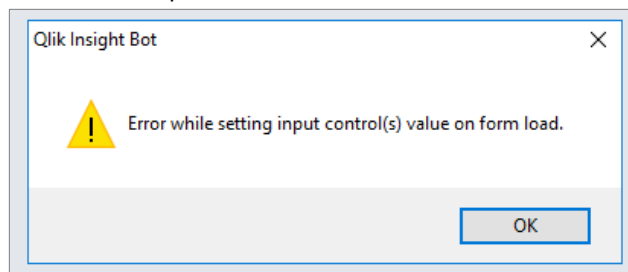 Qlik Insight Bot
Error while setting input control(s) value on form load.
OK